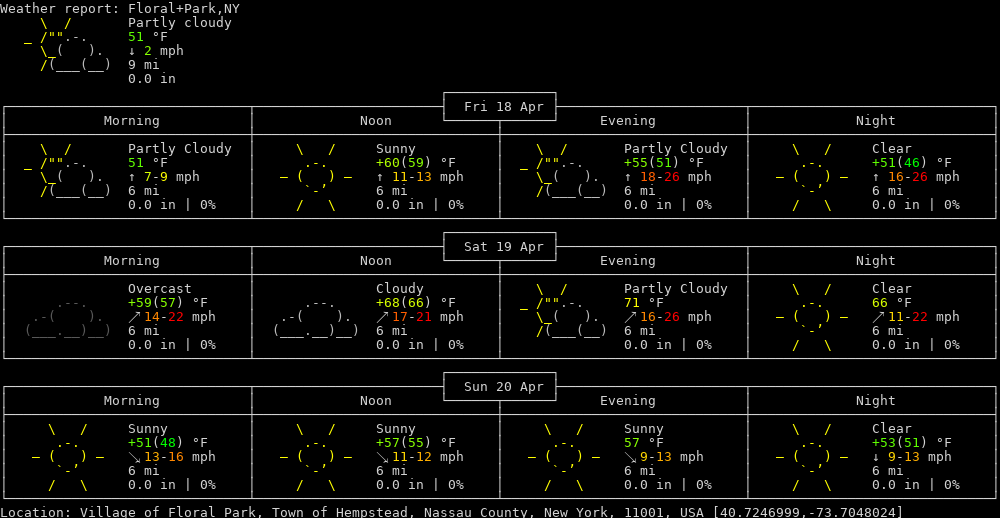 Weather report: Floral+Park,NY
Partly cloudy
51 °F
↓ 2 mph
9 mi
0.0 in
Fri 18 Apr
Morning Noon Evening Night
Partly Cloudy Sunny Partly Cloudy Clear
51 °F +60(59) °F +55(51) °F +51(46) °F
↑ 7-9 mph ↑ 11-13 mph ↑ 18-26 mph ↑ 16-26 mph
6 mi 6 mi 6 mi 6 mi
0.0 in | 0% 0.0 in | 0% 0.0 in | 0% 0.0 in | 0%
Sat 19 Apr
Morning Noon Evening Night
Overcast Cloudy Partly Cloudy Clear
+59(57) °F +68(66) °F 71 °F 66 °F
↗ 14-22 mph ↗ 17-21 mph ↗ 16-26 mph ↗ 11-22 mph
6 mi 6 mi 6 mi 6 mi
0.0 in | 0% 0.0 in | 0% 0.0 in | 0% 0.0 in | 0%
Sun 20 Apr
Morning Noon Evening Night
Sunny Sunny Sunny Clear
+51(48) °F +57(55) °F 57 °F +53(51) °F
↘ 13-16 mph ↘ 11-12 mph ↘ 9-13 mph ↓ 9-13 mph
6 mi 6 mi 6 mi 6 mi
0.0 in | 0% 0.0 in | 0% 0.0 in | 0% 0.0 in | 0%
Location: Village of Floral Park, Town of Hempstead, Nassau County, New York, 11001, USA [40.7246999,-73.7048024]